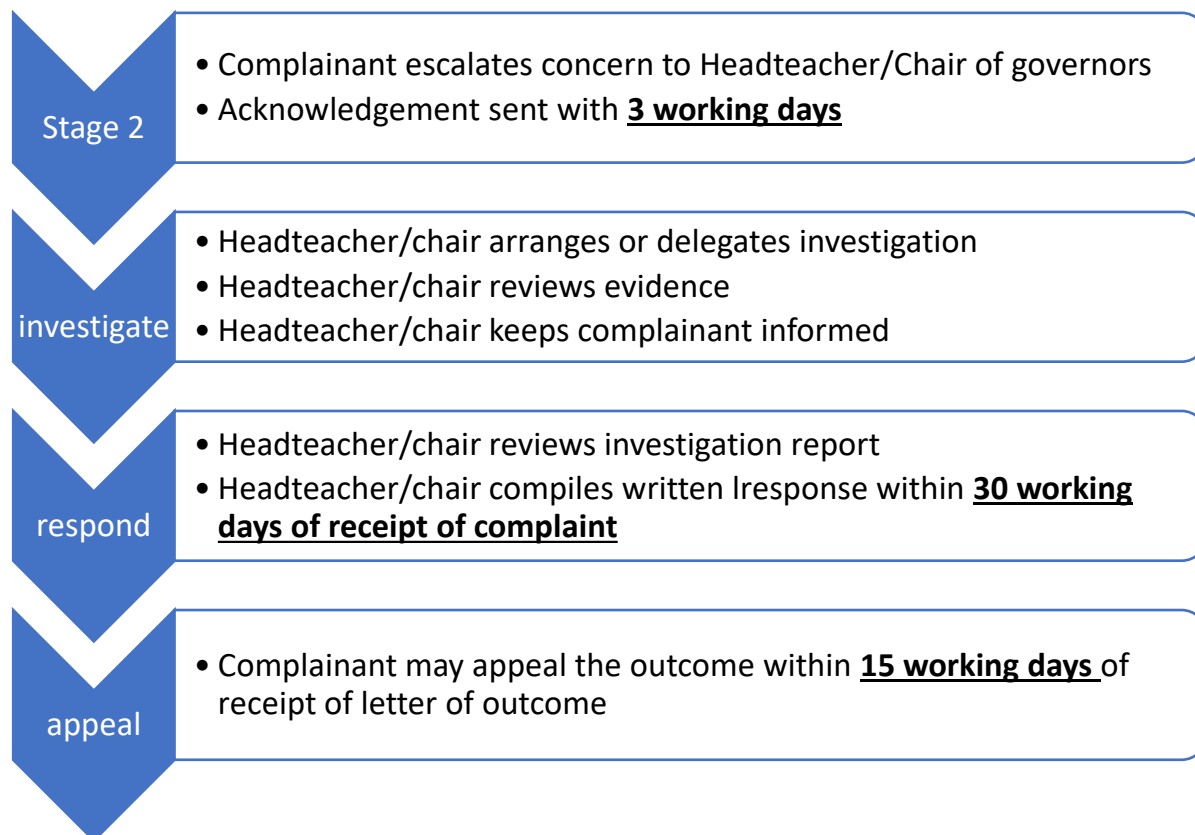 Stage 2
• Complainant escalates concern to Headteacher/Chair of governors
• Acknowledgement sent with 3 working days
investigate
• Headteacher/chair arranges or delegates investigation
• Headteacher/chair reviews evidence
• Headteacher/chair keeps complainant informed
respond
• Headteacher/chair reviews investigation report
• Headteacher/chair compiles written lresponse within 30 working
days of receipt of complaint
appeal
• Complainant may appeal the outcome within 15 working days of
receipt of letter of outcome